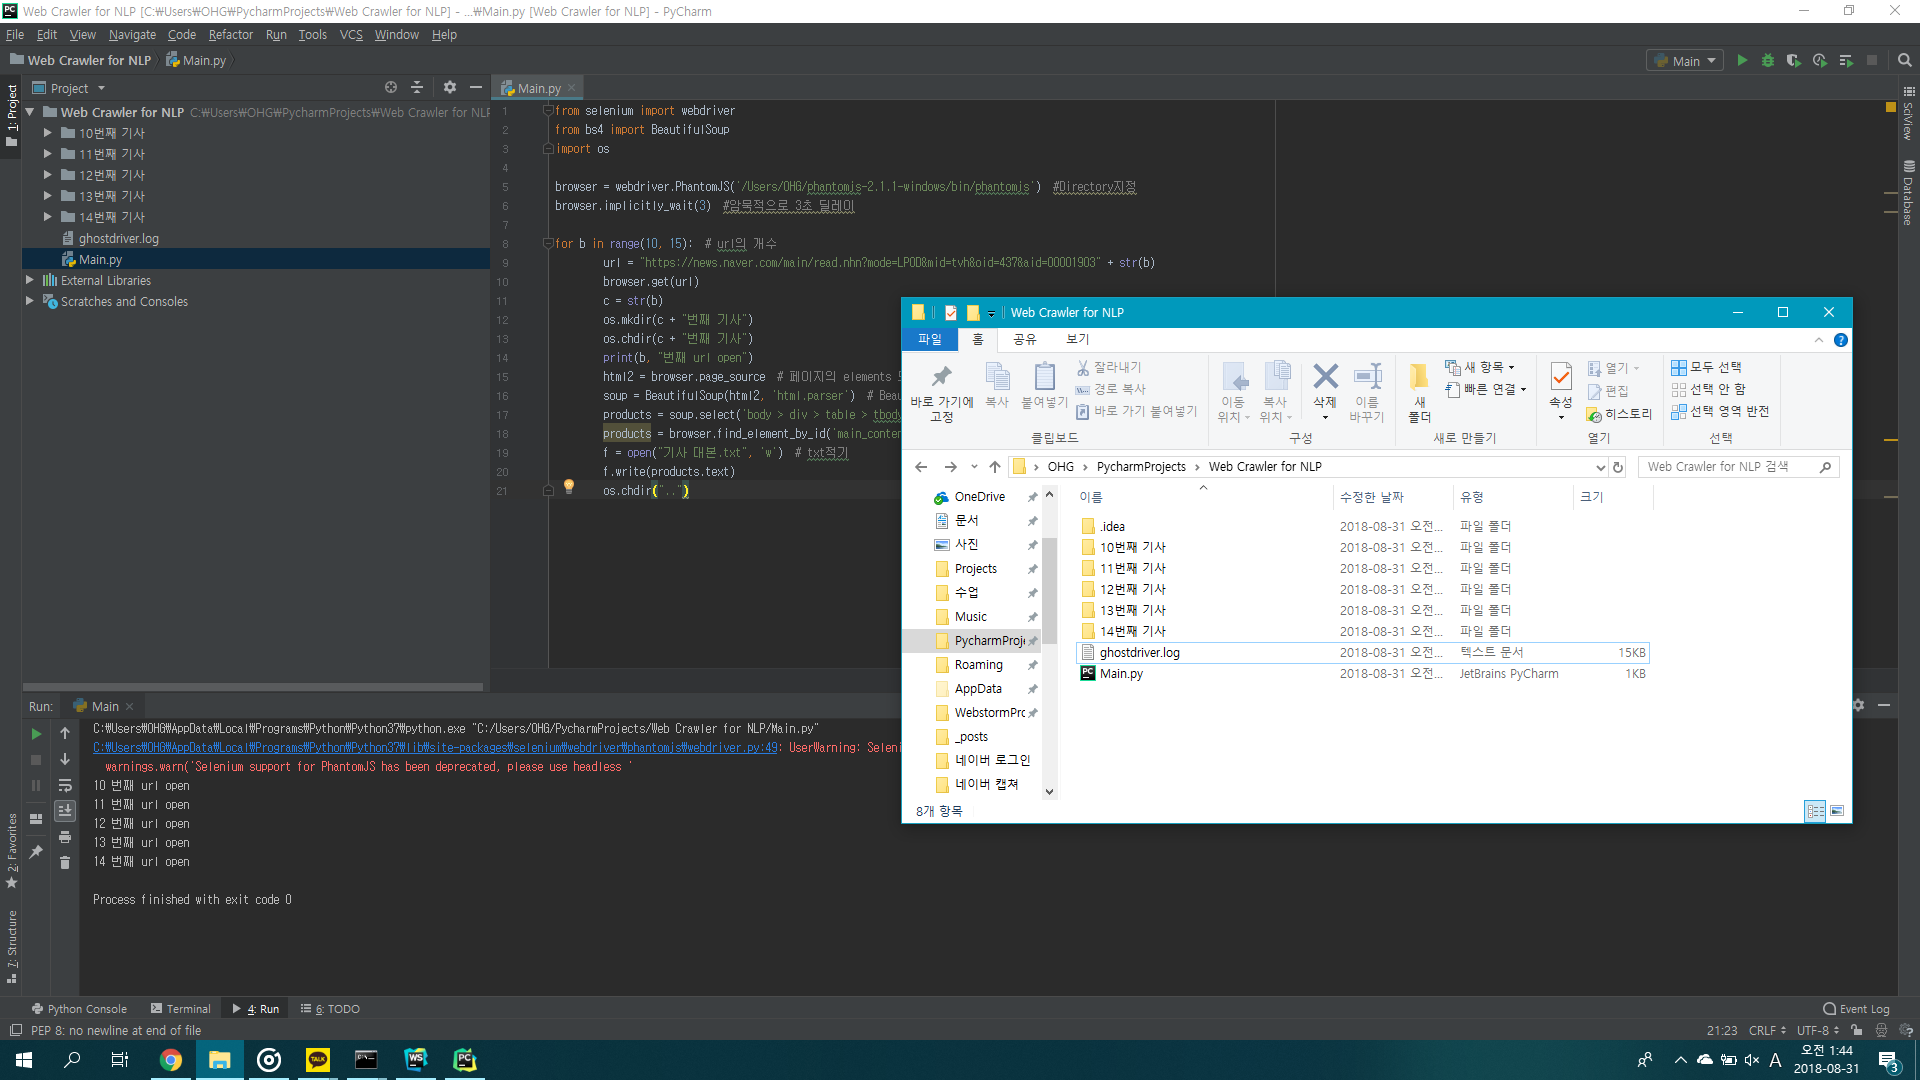 Web Crawler for NLP [C:₩Users₩OHG₩PycharmProjects₩Web Crawler for NLP] - ...₩Main.py [Web Crawler for NLP] - PyCharm
File Edit View Navigate Code Refactor Run Tools VCS Window Help
Web Crawler for NLP Main.py
Main
1: Project
Project
Web Crawler for NLP C:₩Users₩OHG₩PycharmProjects₩Web Crawler for NLP
10번째 기사
11번째 기사
12번째 기사
13번째 기사
14번째 기사
ghostdriver.log
Main.py
External Libraries
Scratches and Consoles
Main.py
1 from selenium import webdriver
2 from bs4 import BeautifulSoup
3 import os
4
5 browser = webdriver.PhantomJS('/Users/OHG/phantomjs-2.1.1-windows/bin/phantomjs') #Directory지정
6 browser.implicitly_wait(3) #암묵적으로 3초 딜레이
7
8 for b in range(10, 15): # url의 개수
9 url = "https://news.naver.com/main/read.nhn?mode=LPOD&mid=tvh&oid=437&aid=00001903" + str(b)
10 browser.get(url)
11 c = str(b)
12 os.mkdir(c + "번째 기사")
13 os.chdir(c + "번째 기사")
14 print(b, "번째 url open")
15 html2 = browser.page_source # 페이지의 elements
16 soup = BeautifulSoup(html2, 'html.parser') # Beau
17 products = soup.select('body > div > table > tbody
18 products = browser.find_element_by_id('main_conten
19 f = open("기사 대본.txt", 'w') # txt적기
20 f.write(products.text)
21 os.chdir("..")
SciView
Database
Web Crawler for NLP
파일 홈 공유 보기
바로 가기에 고정
복사
붙여넣기
잘라내기
경로 복사
바로 가기 붙여넣기
클립보드
이동 위치
복사 위치
삭제
이름 바꾸기
구성
새 폴더
새 항목
빠른 연결
새로 만들기
속성
열기
편집
히스토리
열기
모두 선택
선택 안 함
선택 영역 반전
선택
OHG PycharmProjects Web Crawler for NLP
Web Crawler for NLP 검색
OneDrive
문서
사진
Projects
수업
Music
PycharmProj
Roaming
AppData
WebstormPro
_posts
네이버 로그인
네이버 캡쳐
이름 수정한 날짜 유형 크기
.idea 2018-08-31 오전... 파일 폴더
10번째 기사 2018-08-31 오전... 파일 폴더
11번째 기사 2018-08-31 오전... 파일 폴더
12번째 기사 2018-08-31 오전... 파일 폴더
13번째 기사 2018-08-31 오전... 파일 폴더
14번째 기사 2018-08-31 오전... 파일 폴더
ghostdriver.log 2018-08-31 오전... 텍스트 문서 15KB
Main.py 2018-08-31 오전... JetBrains PyCharm 1KB
8개 항목
Run: Main
C:₩Users₩OHG₩AppData₩Local₩Programs₩Python₩Python37₩python.exe "C:/Users/OHG/PycharmProjects/Web Crawler for NLP/Main.py"
C:₩Users₩OHG₩AppData₩Local₩Programs₩Python₩Python37₩lib₩site-packages₩selenium₩webdriver₩phantomjs₩webdriver.py:49: UserWarning: Seleni
warnings.warn('Selenium support for PhantomJS has been deprecated, please use headless '
10 번째 url open
11 번째 url open
12 번째 url open
13 번째 url open
14 번째 url open
Process finished with exit code 0
2: Favorites
7: Structure
Python Console Terminal 4: Run 6: TODO Event Log
PEP 8: no newline at end of file
21:23 CRLF UTF-8
TALK
WS
PC
A
오전 1:44
2018-08-31
3